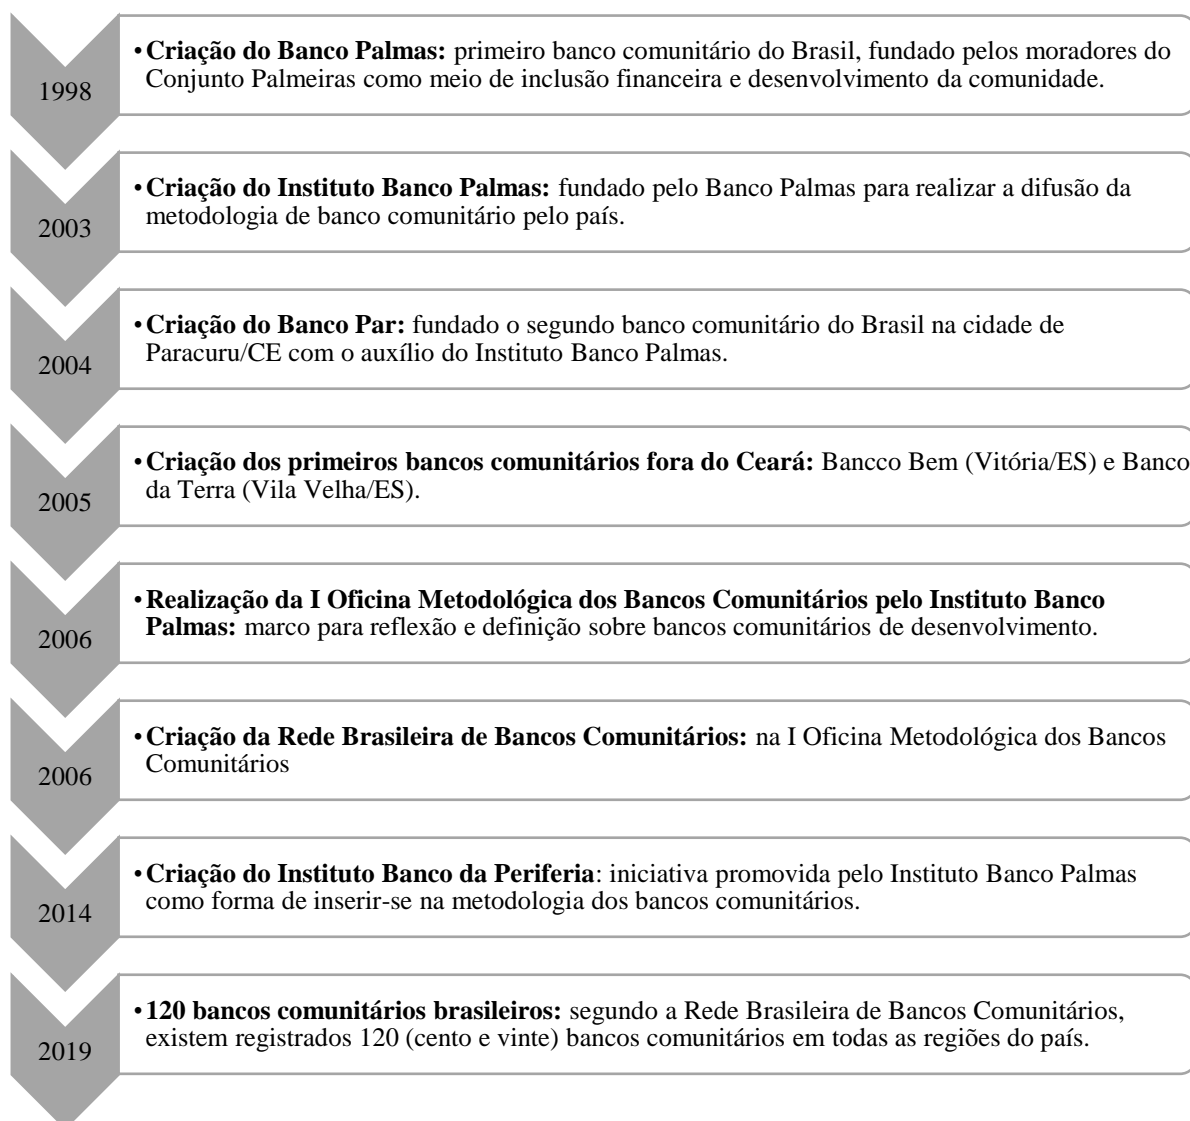 1998
•Criação do Banco Palmas: primeiro banco comunitário do Brasil, fundado pelos moradores do
Conjunto Palmeiras como meio de inclusão financeira e desenvolvimento da comunidade.
2003
•Criação do Instituto Banco Palmas: fundado pelo Banco Palmas para realizar a difusão da
metodologia de banco comunitário pelo país.
2004
•Criação do Banco Par: fundado o segundo banco comunitário do Brasil na cidade de
Paracuru/CE com o auxílio do Instituto Banco Palmas.
2005
•Criação dos primeiros bancos comunitários fora do Ceará: Bancco Bem (Vitória/ES) e Banco
da Terra (Vila Velha/ES).
2006
•Realização da I Oficina Metodológica dos Bancos Comunitários pelo Instituto Banco
Palmas: marco para reflexão e definição sobre bancos comunitários de desenvolvimento.
2006
•Criação da Rede Brasileira de Bancos Comunitários: na I Oficina Metodológica dos Bancos
Comunitários
2014
•Criação do Instituto Banco da Periferia: iniciativa promovida pelo Instituto Banco Palmas
como forma de inserir-se na metodologia dos bancos comunitários.
2019
•120 bancos comunitários brasileiros: segundo a Rede Brasileira de Bancos Comunitários,
existem registrados 120 (cento e vinte) bancos comunitários em todas as regiões do país.